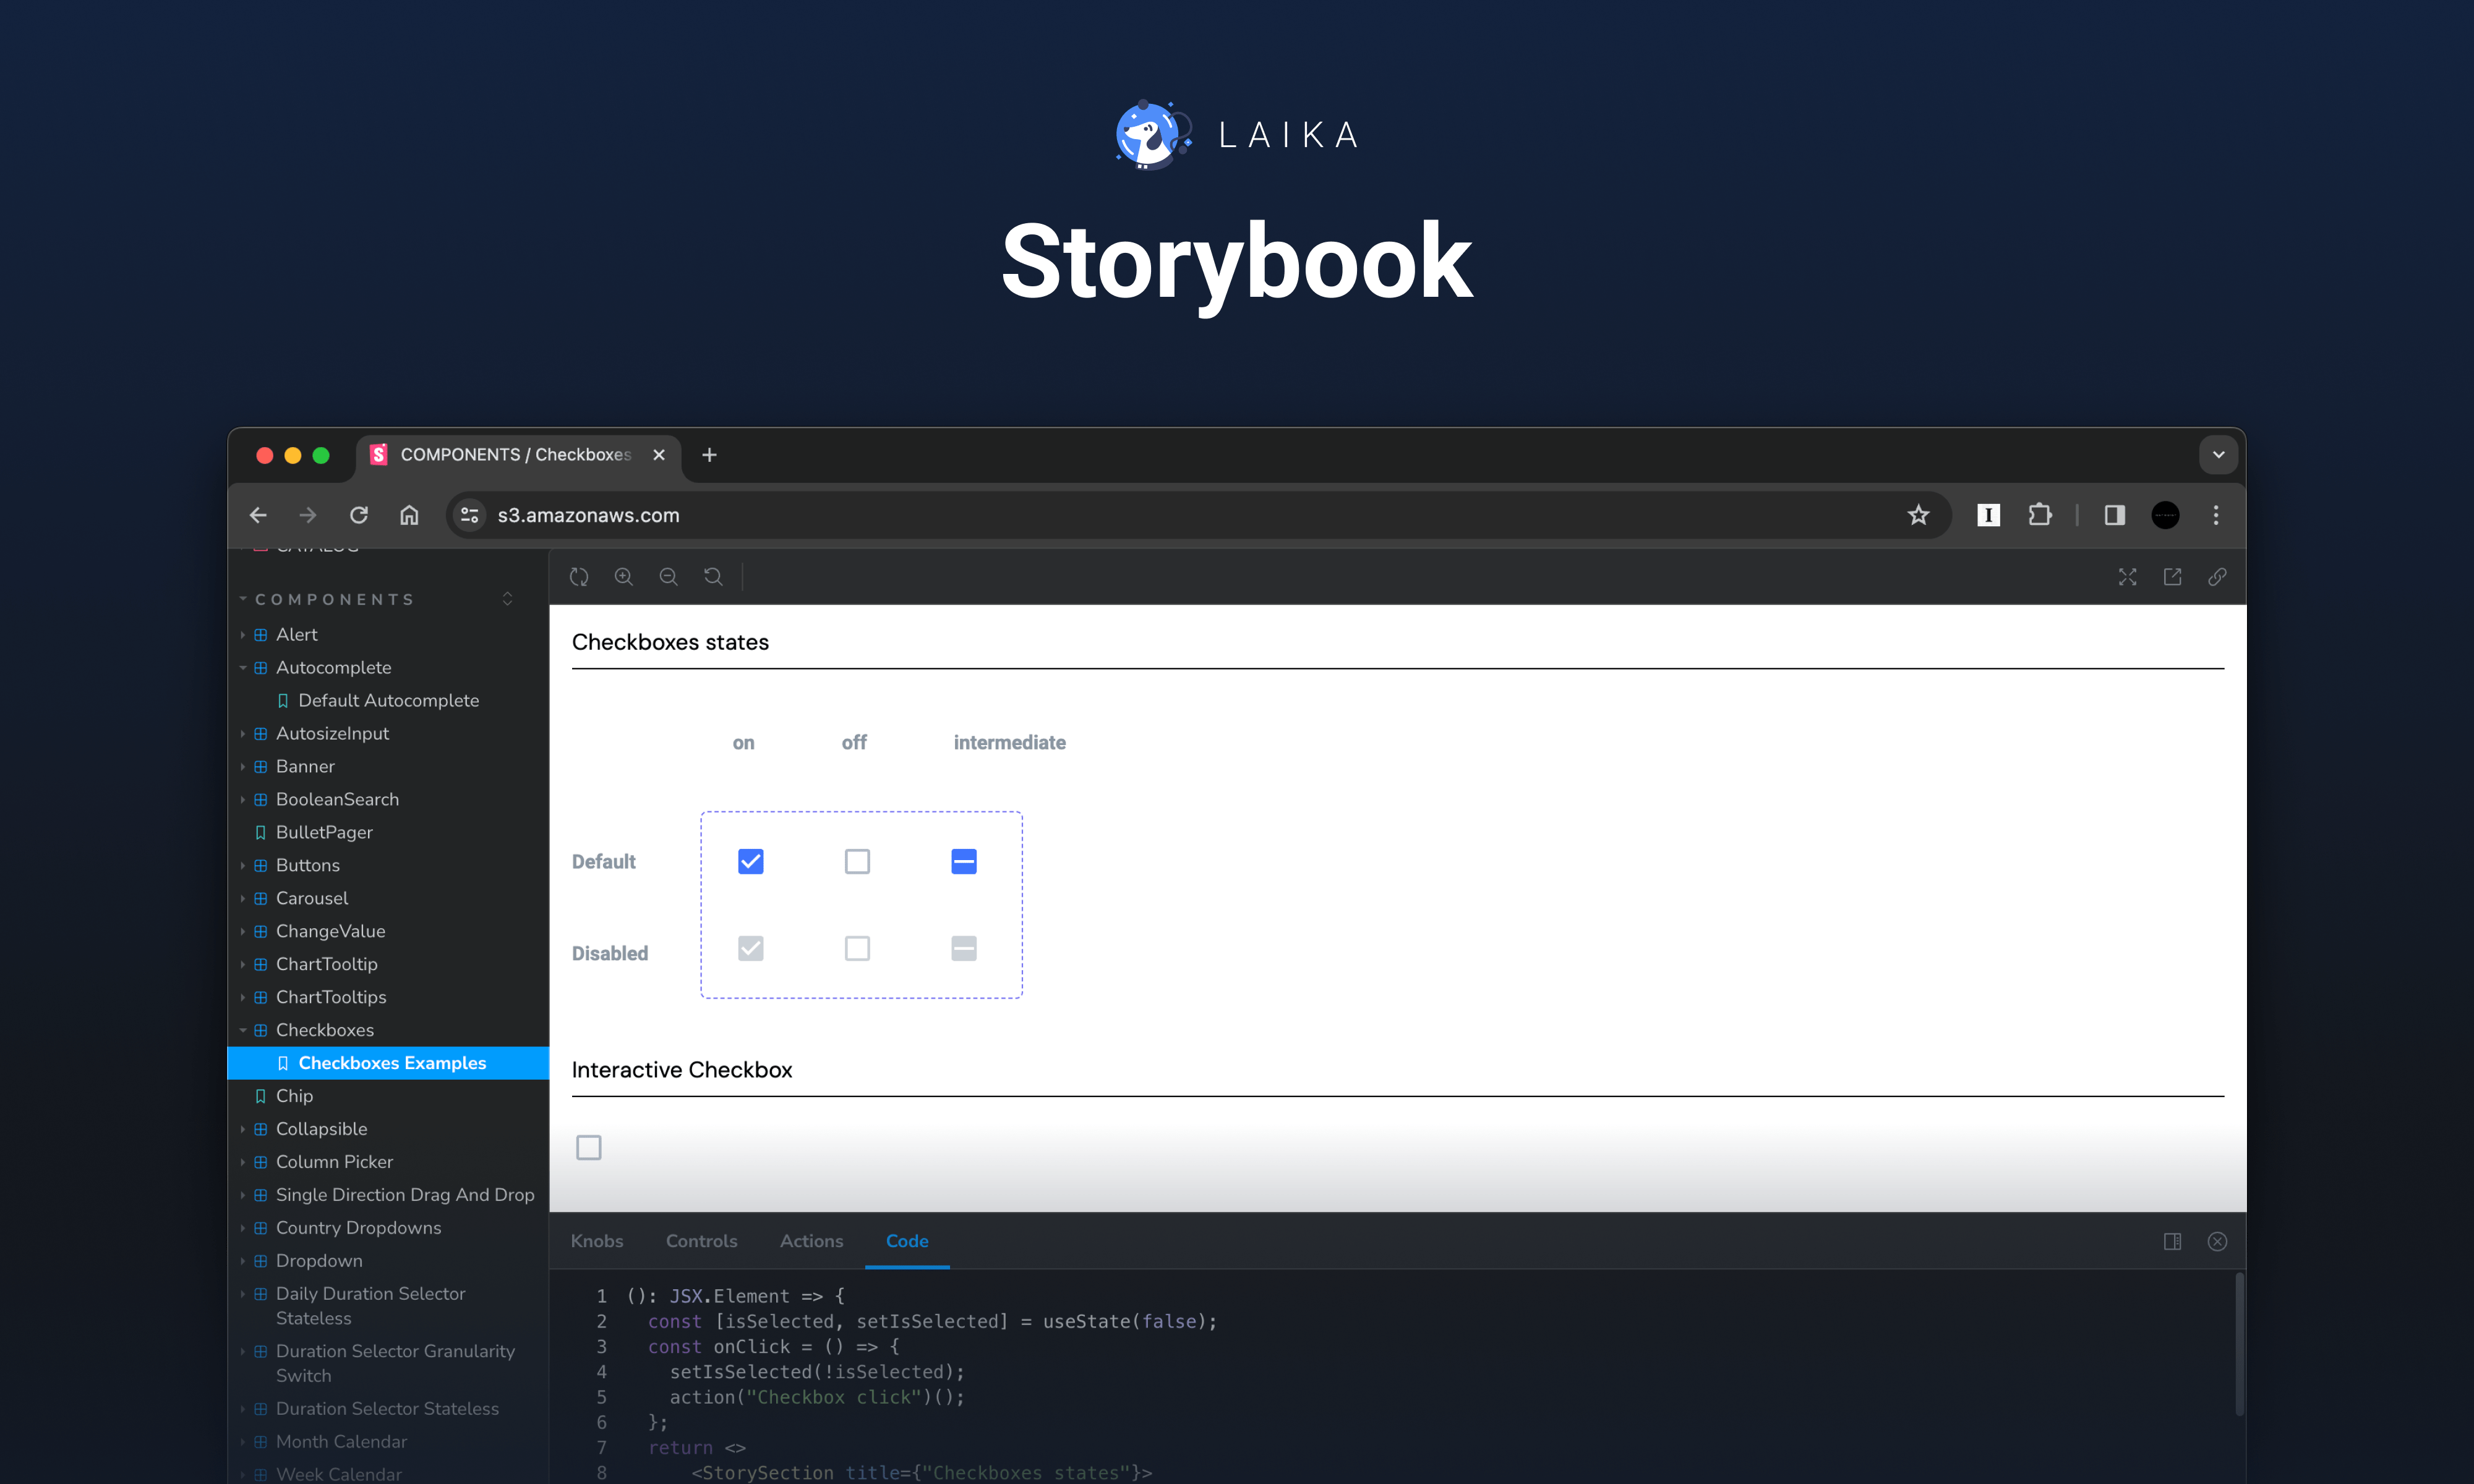 LAIKA
Storybook
COMPONENTS / Checkboxes
s3.amazonaws.com
CATALOG
COMPONENTS
Alert
Autocomplete
Default Autocomplete
AutosizeInput
Banner
BooleanSearch
BulletPager
Buttons
Carousel
ChangeValue
ChartTooltip
ChartTooltips
Checkboxes
Checkboxes Examples
Chip
Collapsible
Column Picker
Single Direction Drag And Drop
Country Dropdowns
Dropdown
Daily Duration Selector
Stateless
Duration Selector Granularity
Switch
Duration Selector Stateless
Month Calendar
Week Calendar
Checkboxes states
on off intermediate
Default
Disabled
Interactive Checkbox
Knobs Controls Actions Code
1 (): JSX.Element => {
2 const [isSelected, setIsSelected] = useState(false);
3 const onClick = () => {
4 setIsSelected(!isSelected);
5 action("Checkbox click")();
6 };
7 return <>
8 <StorySection title={"Checkboxes states"}>